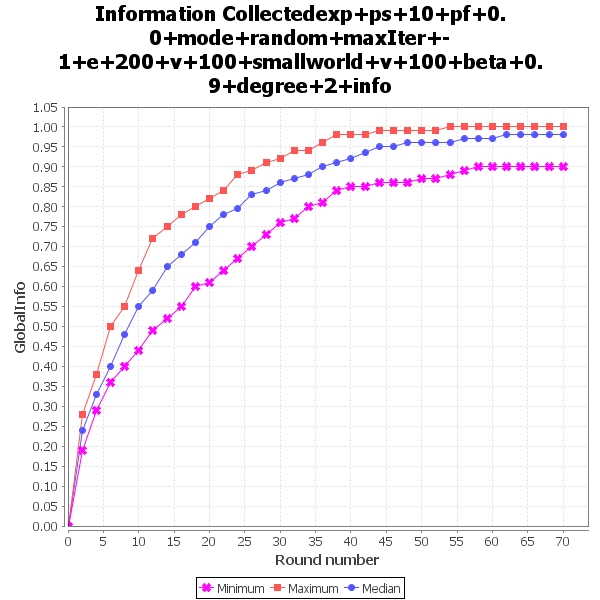 Information Collectedexp+ps+10+pf+0.
0+mode+random+maxIter+-
1+e+200+v+100+smallworld+v+100+beta+0.
9+degree+2+info
1.05
1.00
0.95
0.90
0.85
0.80
0.75
0.70
0.65
0.60
0.55
0.50
0.45
0.40
0.35
0.30
0.25
0.20
0.15
0.10
0.05
0.00
GlobalInfo
0 5 10 15 20 25 30 35 40 45 50 55 60 65 70
Round number
Minimum Maximum Median